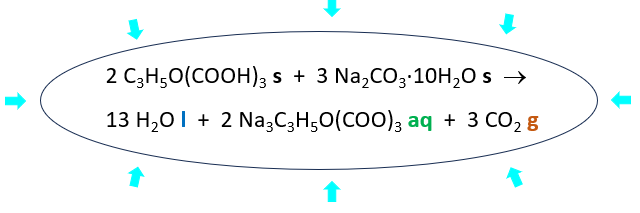 2 C₃H₅O(COOH)₃ s + 3 Na₂CO₃·10H₂O s →
13 H₂O l + 2 Na₃C₃H₅O(COO)₃ aq + 3 CO₂ g